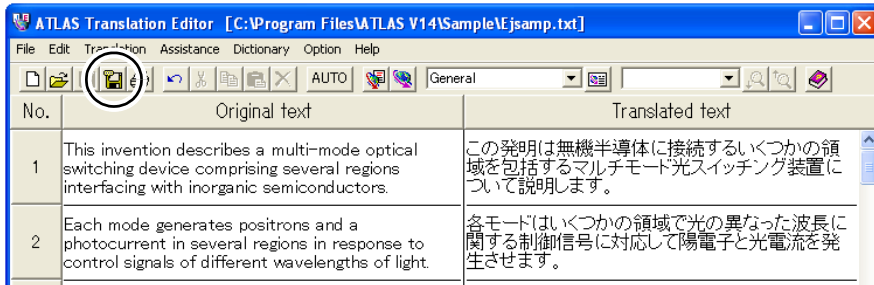 ATLAS Translation Editor [C:\Program Files\ATLAS V14\Sample\Ejsamp.txt]
File Edit Translation Assistance Dictionary Option Help
AUTO General
No. Original text Translated text
1
This invention describes a multi-mode optical
switching device comprising several regions
interfacing with inorganic semiconductors.
この発明は無機半導体に接続するいくつかの領
域を包括するマルチモード光スイッチング装置に
ついて説明します。
2
Each mode generates positrons and a
photocurrent in several regions in response to
control signals of different wavelengths of light.
各モードはいくつかの領域で光の異なった波長に
関する制御信号に対応して陽電子と光電流を発
生させます。